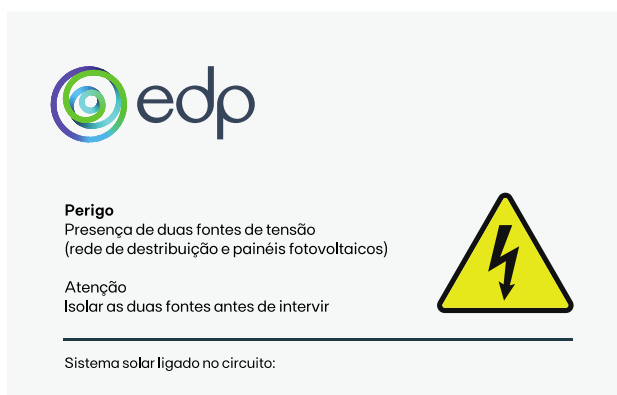 edp
Perigo
Presença de duas fontes de tensão
(rede de destribuição e painéis fotovoltaicos)
Atenção
Isolar as duas fontes antes de intervir
Sistema solar ligado no circuito: